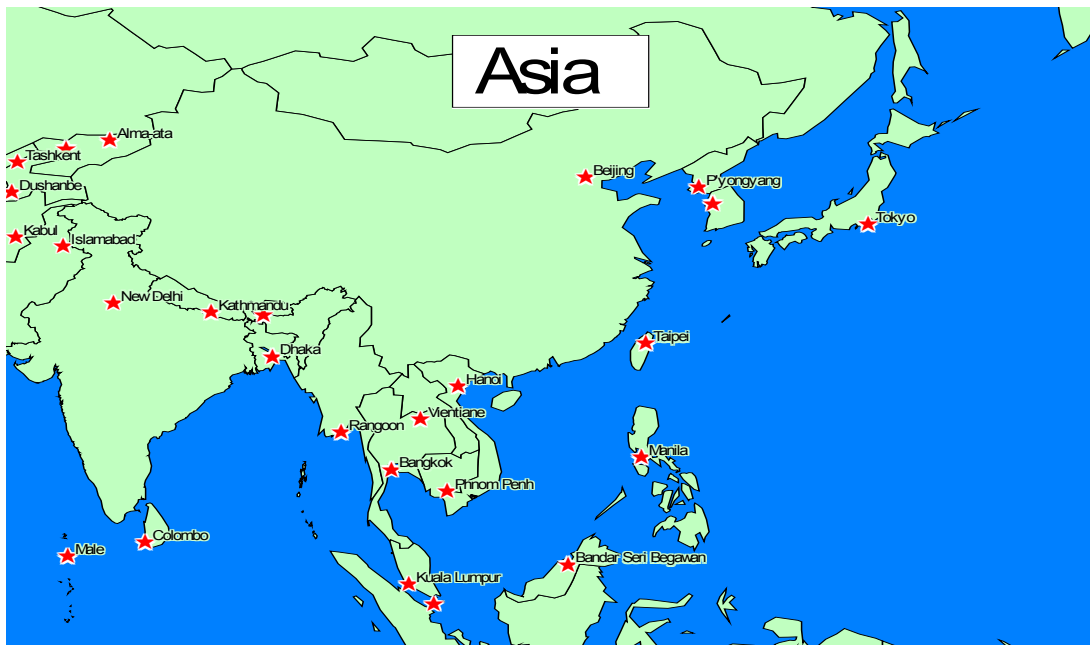 Asia
Alma-ata
Tashkent
Beijing
P'yongyang
Dushanbe
Tokyo
Kabul
Islamabad
New Delhi
Kathmandu
Taipei
Dhaka
Hanoi
Vientiane
Rangoon
Manila
Bangkok
Phnom Penh
Colombo
Male
Bandar Seri Begawan
Kuala Lumpur